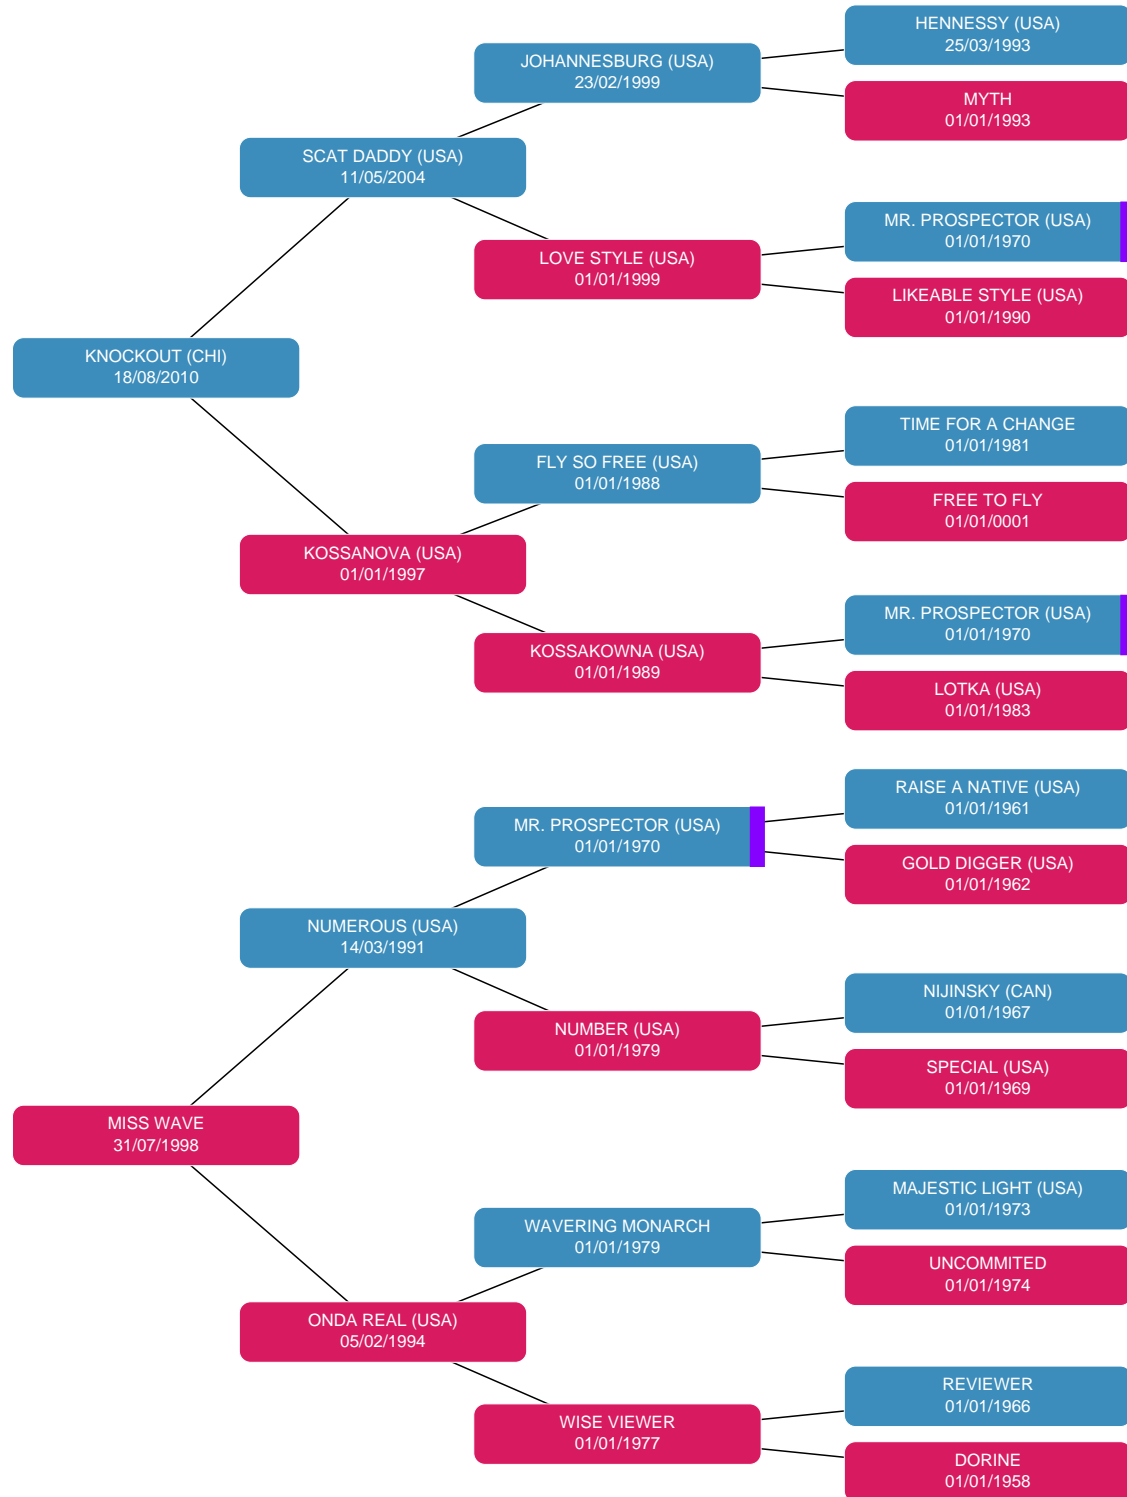 HENNESSY (USA)
25/03/1993
JOHANNESBURG (USA)
23/02/1999
MYTH
01/01/1993
SCAT DADDY (USA)
11/05/2004
MR. PROSPECTOR (USA)
01/01/1970
LOVE STYLE (USA)
01/01/1999
LIKEABLE STYLE (USA)
01/01/1990
KNOCKOUT (CHI)
18/08/2010
TIME FOR A CHANGE
01/01/1981
FLY SO FREE (USA)
01/01/1988
FREE TO FLY
01/01/0001
KOSSANOVA (USA)
01/01/1997
MR. PROSPECTOR (USA)
01/01/1970
KOSSAKOWNA (USA)
01/01/1989
LOTKA (USA)
01/01/1983
RAISE A NATIVE (USA)
01/01/1961
MR. PROSPECTOR (USA)
01/01/1970
GOLD DIGGER (USA)
01/01/1962
NUMEROUS (USA)
14/03/1991
NIJINSKY (CAN)
01/01/1967
NUMBER (USA)
01/01/1979
SPECIAL (USA)
01/01/1969
MISS WAVE
31/07/1998
MAJESTIC LIGHT (USA)
01/01/1973
WAVERING MONARCH
01/01/1979
UNCOMMITED
01/01/1974
ONDA REAL (USA)
05/02/1994
REVIEWER
01/01/1966
WISE VIEWER
01/01/1977
DORINE
01/01/1958